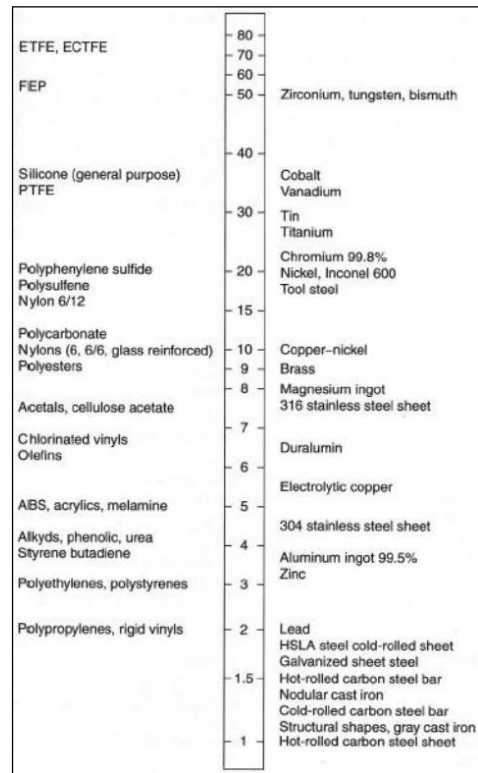 ETFE, ECTFE
FEP
Silicone (general purpose)
PTFE
Polyphenylene sulfide
Polysulfene
Nylon 6/12
Polycarbonate
Nylons (6, 6/6, glass reinforced)
Polyesters
Acetals, cellulose acetate
Chlorinated vinyls
Olefins
ABS, acrylics, melamine
Alkyds, phenolic, urea
Styrene butadiene
Polyethylenes, polystyrenes
Polypropylenes, rigid vinyls
80
70
60
50
40
30
20
15
10
9
8
7
6
5
4
3
2
1.5
1
Zirconium, tungsten, bismuth
Cobalt
Vanadium
Tin
Titanium
Chromium 99.8%
Nickel, Inconel 600
Tool steel
Copper–nickel
Brass
Magnesium ingot
316 stainless steel sheet
Duralumin
Electrolytic copper
304 stainless steel sheet
Aluminum ingot 99.5%
Zinc
Lead
HSLA steel cold-rolled sheet
Galvanized sheet steel
Hot-rolled carbon steel bar
Nodular cast iron
Cold-rolled carbon steel bar
Structural shapes, gray cast iron
Hot-rolled carbon steel sheet